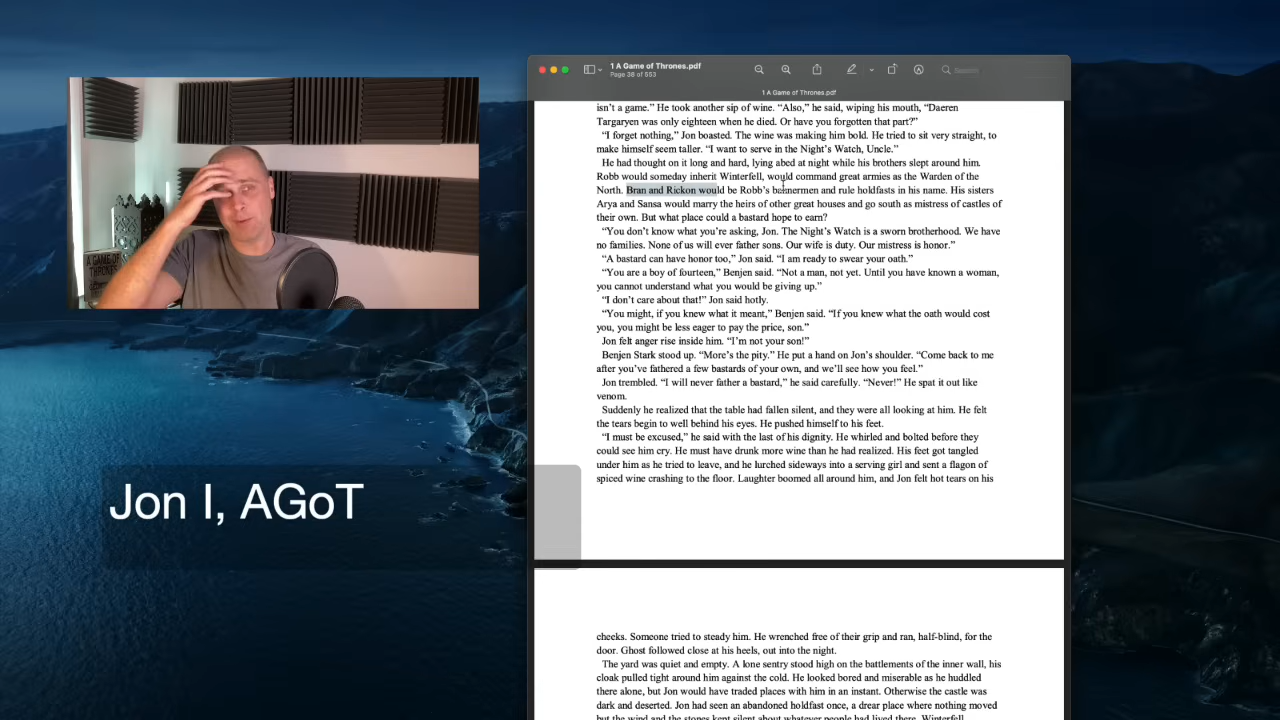 1 A Game of Thrones.pdf
Page 38 of 553
Search
1 A Game of Thrones.pdf
isn't a game.” He took another sip of wine. “Also,” he said, wiping his mouth, “Daeren
Targaryen was only eighteen when he died. Or have you forgotten that part?”
“I forget nothing,” Jon boasted. The wine was making him bold. He tried to sit very straight, to
make himself seem taller. “I want to serve in the Night's Watch, Uncle.”
He had thought on it long and hard, lying abed at night while his brothers slept around him.
Robb would someday inherit Winterfell, would command great armies as the Warden of the
North. Bran and Rickon would be Robb's bannermen and rule holdfasts in his name. His sisters
Arya and Sansa would marry the heirs of other great houses and go south as mistress of castles of
their own. But what place could a bastard hope to earn?
“You don't know what you're asking, Jon. The Night's Watch is a sworn brotherhood. We have
no families. None of us will ever father sons. Our wife is duty. Our mistress is honor.”
“A bastard can have honor too,” Jon said. “I am ready to swear your oath.”
“You are a boy of fourteen,” Benjen said. “Not a man, not yet. Until you have known a woman,
you cannot understand what you would be giving up.”
“I don't care about that!” Jon said hotly.
“You might, if you knew what it meant,” Benjen said. “If you knew what the oath would cost
you, you might be less eager to pay the price, son.”
Jon felt anger rise inside him. “I'm not your son!”
Benjen Stark stood up. “More's the pity.” He put a hand on Jon's shoulder. “Come back to me
after you've fathered a few bastards of your own, and we'll see how you feel.”
Jon trembled. “I will never father a bastard,” he said carefully. “Never!” He spat it out like
venom.
Suddenly he realized that the table had fallen silent, and they were all looking at him. He felt
the tears begin to well behind his eyes. He pushed himself to his feet.
“I must be excused,” he said with the last of his dignity. He whirled and bolted before they
could see him cry. He must have drunk more wine than he had realized. His feet got tangled
under him as he tried to leave, and he lurched sideways into a serving girl and sent a flagon of
spiced wine crashing to the floor. Laughter boomed all around him, and Jon felt hot tears on his
cheeks. Someone tried to steady him. He wrenched free of their grip and ran, half-blind, for the
door. Ghost followed close at his heels, out into the night.
The yard was quiet and empty. A lone sentry stood high on the battlements of the inner wall, his
cloak pulled tight around him against the cold. He looked bored and miserable as he huddled
there alone, but Jon would have traded places with him in an instant. Otherwise the castle was
dark and deserted. Jon had seen an abandoned holdfast once, a drear place where nothing moved
but the wind and the stones kept silent about whatever people had lived there. Winterfell
A GAME OF
THRONES
Jon I, AGoT